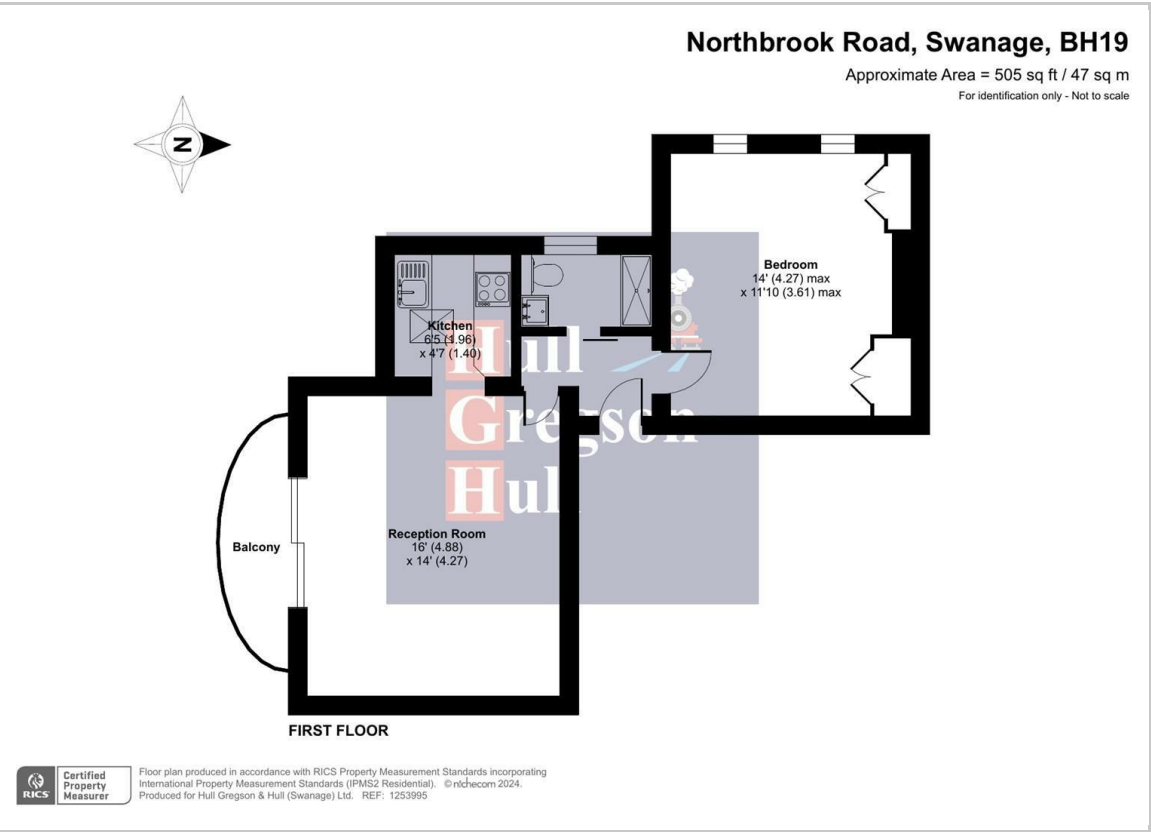 Northbrook Road, Swanage, BH19
Approximate Area = 505 sq ft / 47 sq m
For identification only - Not to scale
N
Bedroom
14' (4.27) max
x 11'10 (3.61) max
Kitchen
6'5 (1.96)
x 4'7 (1.40)
Hull
Gregson
Hull
Reception Room
16' (4.88)
x 14' (4.27)
Balcony
FIRST FLOOR
RICS
Certified
Property
Measurer
Floor plan produced in accordance with RICS Property Measurement Standards incorporating
International Property Measurement Standards (IPMS2 Residential). © nichecom 2024.
Produced for Hull Gregson & Hull (Swanage) Ltd. REF: 1253995